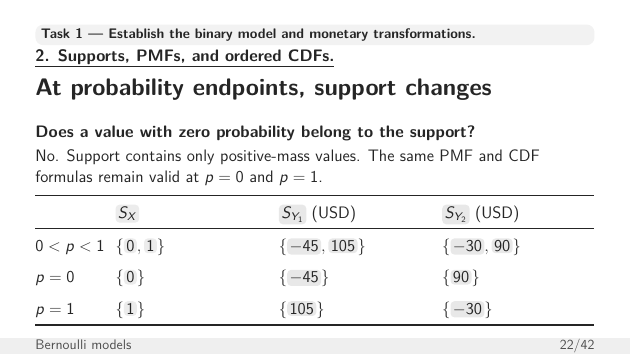 Task 1 — Establish the binary model and monetary transformations.
2. Supports, PMFs, and ordered CDFs.
At probability endpoints, support changes
Does a value with zero probability belong to the support?
No. Support contains only positive-mass values. The same PMF and CDF
formulas remain valid at p = 0 and p = 1.
S_X S_{Y_1} (USD) S_{Y_2} (USD)
0 < p < 1 {0, 1} {−45, 105} {−30, 90}
p = 0 {0} {−45} {90}
p = 1 {1} {105} {−30}
Bernoulli models 22/42